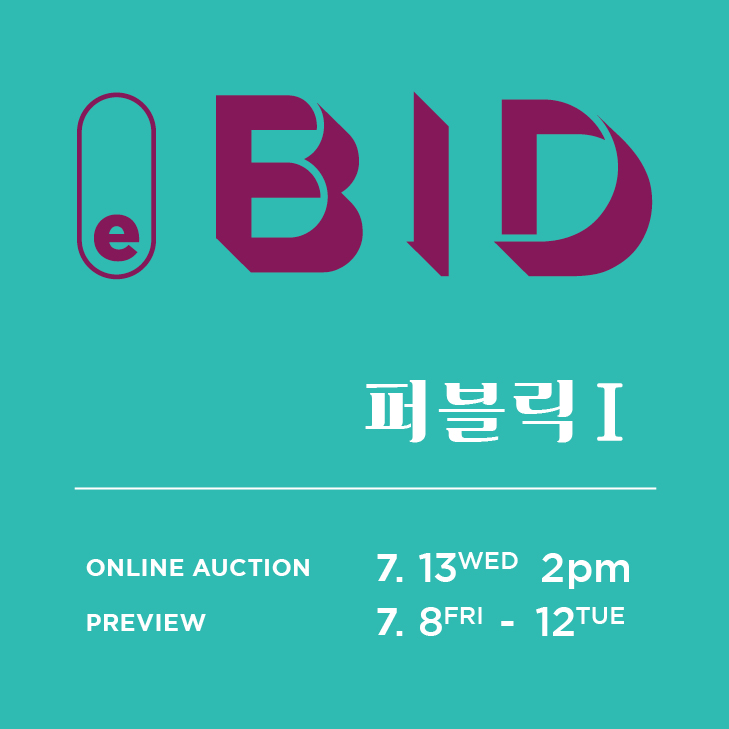 e BID
퍼블릭 I
ONLINE AUCTION 7. 13WED 2pm
PREVIEW 7. 8FRI - 12TUE